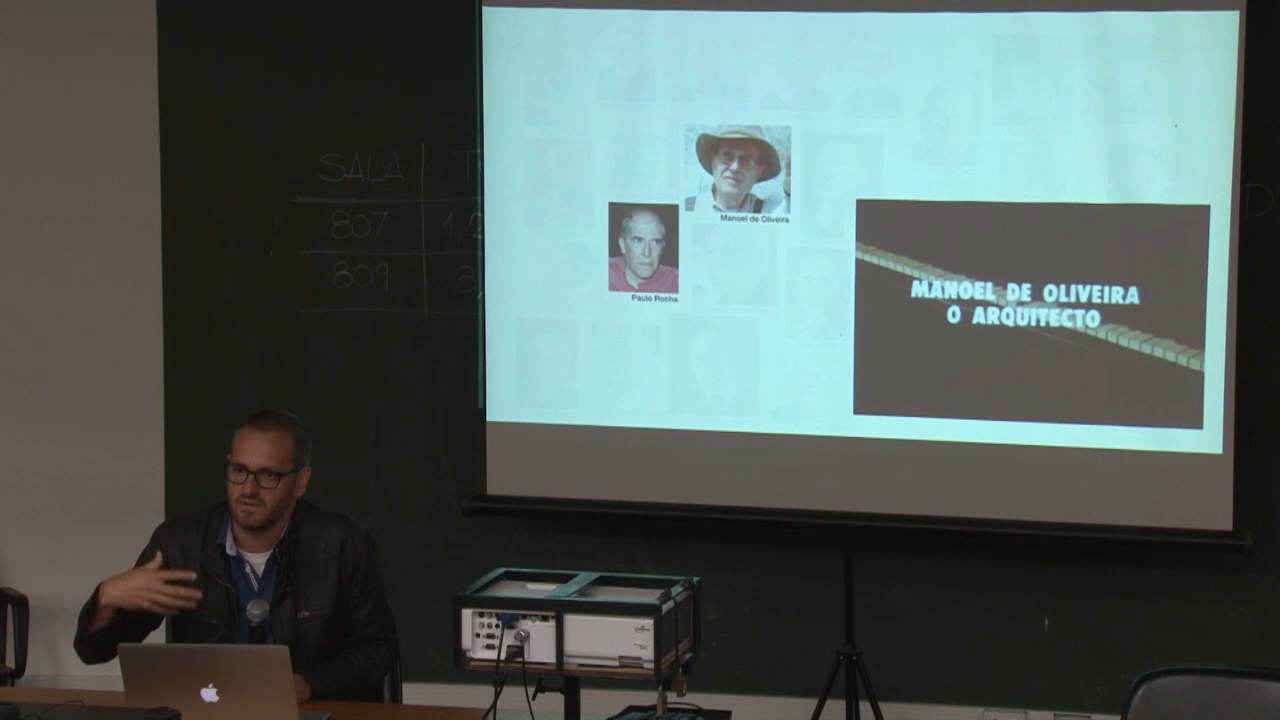 SALA
807
809
Manoel de Oliveira
Paulo Rocha
MANOEL DE OLIVEIRA
O ARQUITECTO